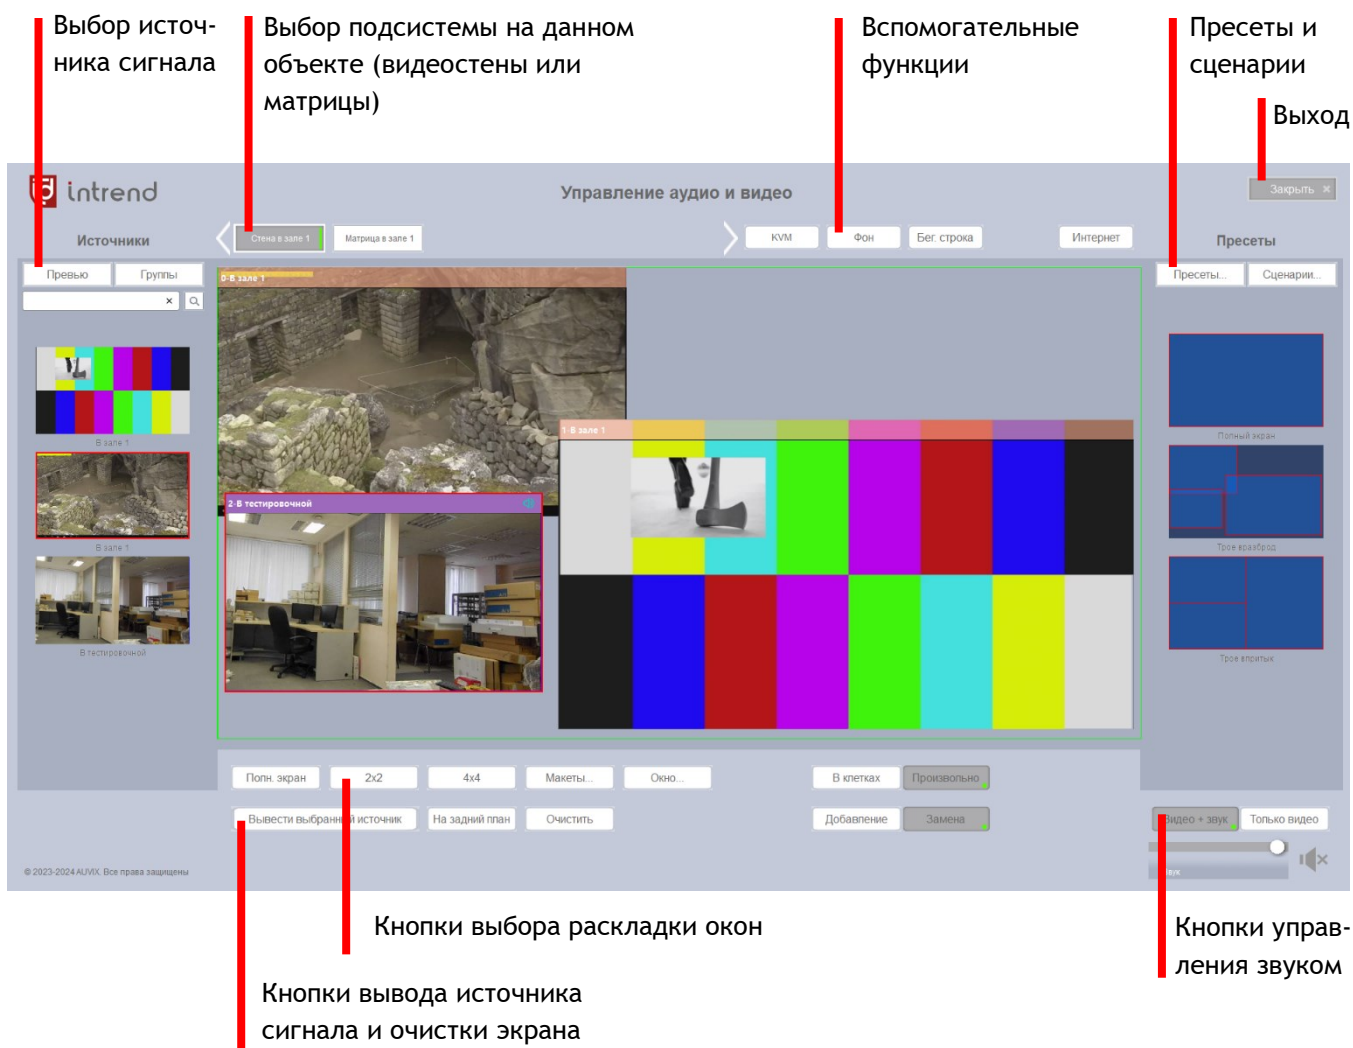 Выбор источ-
ника сигнала
Выбор подсистемы на данном
объекте (видеостены или
матрицы)
Вспомогательные
функции
Пресеты и
сценарии
Выход
intrend
Управление аудио и видео
Закрыть ×
Источники
Стена в зале 1
Матрица в зале 1
KVM
Фон
Бег. строка
Интернет
Пресеты
Превью
Группы
×
Пресеты...
Сценарии...
0-В зале 1
В зале 1
В зале 1
В тестировочной
1-В зале 1
2-В тестировочной
Полный экран
Трое вразброд
Трое впритык
Полн. экран
2x2
4x4
Макеты...
Окно...
В клетках
Произвольно
Вывести выбранный источник
На задний план
Очистить
Добавление
Замена
Видео + звук
Только видео
Звук
© 2023-2024 AUVIX. Все права защищены
Кнопки выбора раскладки окон
Кнопки управ-
ления звуком
Кнопки вывода источника
сигнала и очистки экрана